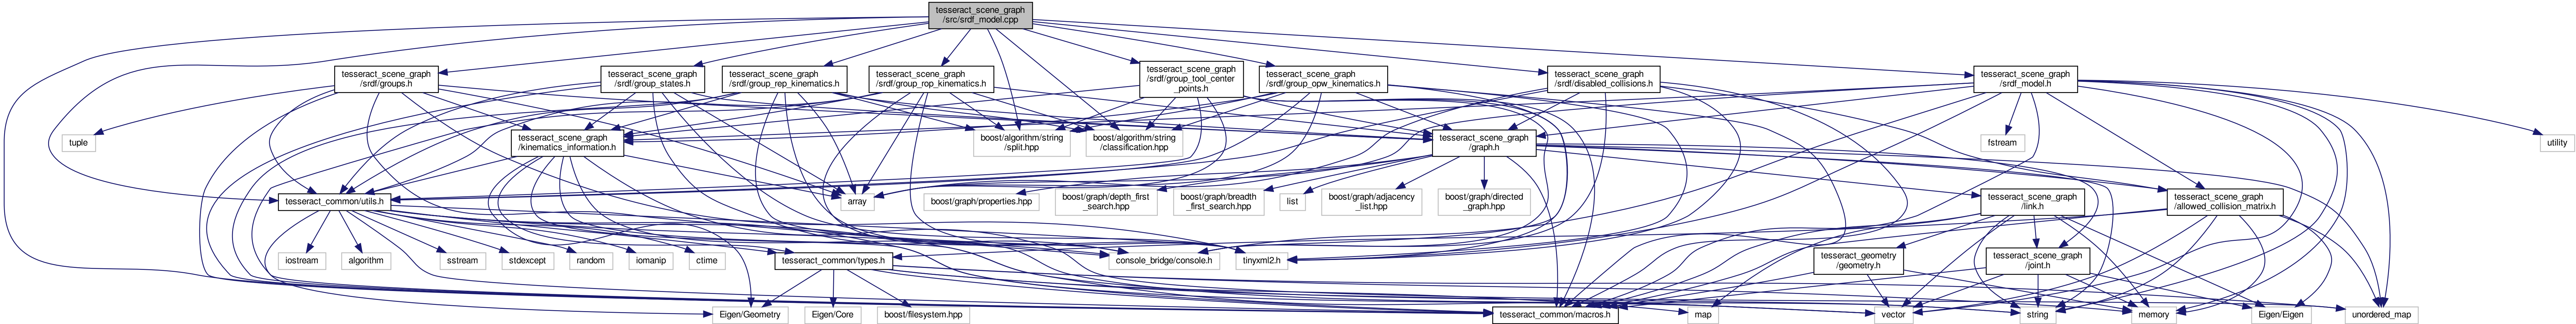 tesseract_scene_graph
/src/srdf_model.cpp
tesseract_scene_graph
/srdf/groups.h
tesseract_scene_graph
/srdf/group_states.h
tesseract_scene_graph
/srdf/group_rep_kinematics.h
tesseract_scene_graph
/srdf/group_rop_kinematics.h
tesseract_scene_graph
/srdf/group_tool_center
_points.h
tesseract_scene_graph
/srdf/group_opw_kinematics.h
tesseract_scene_graph
/srdf/disabled_collisions.h
tesseract_scene_graph
/srdf_model.h
tuple
tesseract_scene_graph
/kinematics_information.h
boost/algorithm/string
/split.hpp
boost/algorithm/string
/classification.hpp
tesseract_scene_graph
/graph.h
fstream
utility
tesseract_common/utils.h
array
boost/graph/properties.hpp
boost/graph/depth_first
_search.hpp
boost/graph/breadth
_first_search.hpp
list
boost/graph/adjacency
_list.hpp
boost/graph/directed
_graph.hpp
tesseract_scene_graph
/link.h
tesseract_scene_graph
/allowed_collision_matrix.h
iostream
algorithm
sstream
stdexcept
random
iomanip
ctime
tesseract_common/types.h
console_bridge/console.h
tinyxml2.h
tesseract_geometry
/geometry.h
tesseract_scene_graph
/joint.h
Eigen/Geometry
Eigen/Core
boost/filesystem.hpp
tesseract_common/macros.h
map
vector
string
memory
Eigen/Eigen
unordered_map